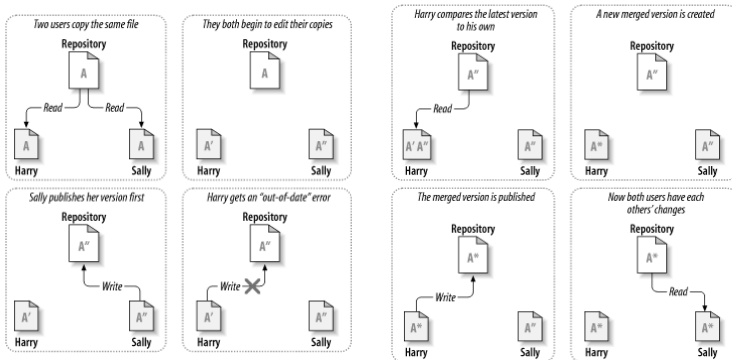 Two users copy the same file
Repository
A
Read
Read
A
A
Harry
Sally
They both begin to edit their copies
Repository
A
A′
A″
Harry
Sally
Sally publishes her version first
Repository
A″
Write
A′
A″
Harry
Sally
Harry gets an "out-of-date" error
Repository
A″
Write
A′
A″
Harry
Sally
Harry compares the latest version
to his own
Repository
A″
Read
A′ A″
A″
Harry
Sally
A new merged version is created
Repository
A″
A*
A″
Harry
Sally
The merged version is published
Repository
A*
Write
A*
A″
Harry
Sally
Now both users have each
others' changes
Repository
A*
Read
A*
A*
Harry
Sally